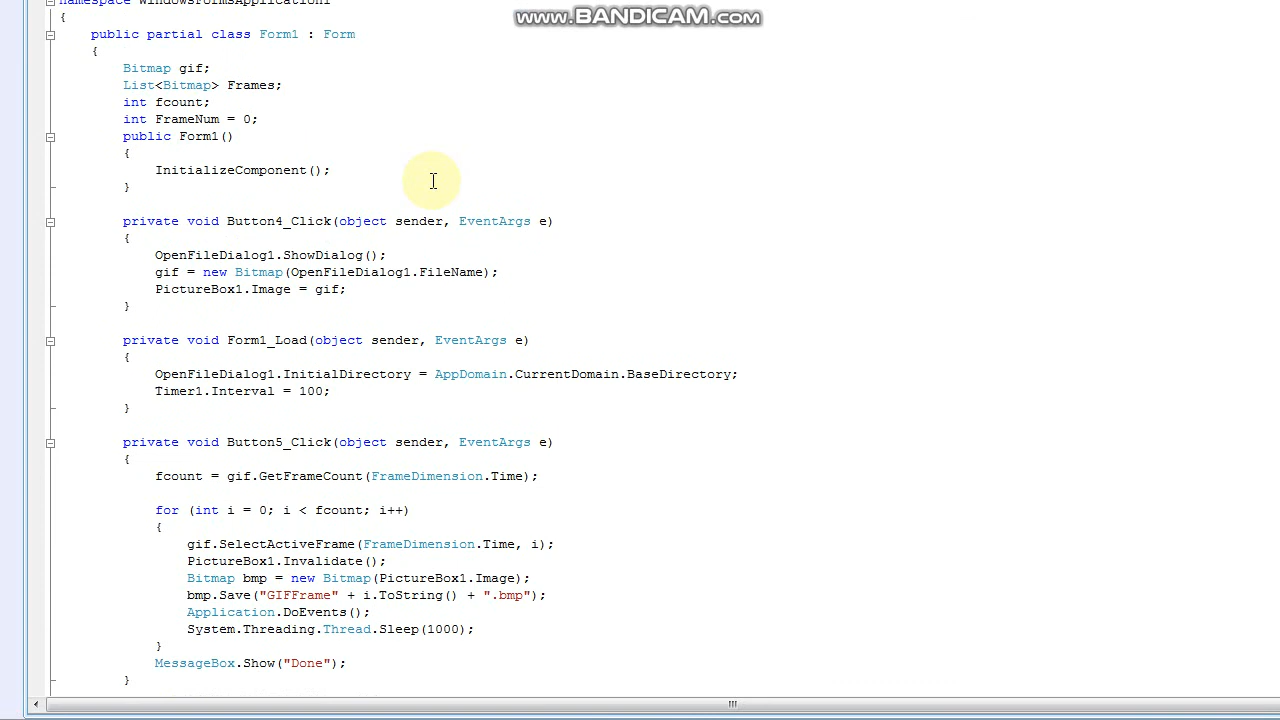 www.BANDICAM.com
namespace WindowsFormsApplication1
{
public partial class Form1 : Form
{
Bitmap gif;
List<Bitmap> Frames;
int fcount;
int FrameNum = 0;
public Form1()
{
InitializeComponent();
}
private void Button4_Click(object sender, EventArgs e)
{
OpenFileDialog1.ShowDialog();
gif = new Bitmap(OpenFileDialog1.FileName);
PictureBox1.Image = gif;
}
private void Form1_Load(object sender, EventArgs e)
{
OpenFileDialog1.InitialDirectory = AppDomain.CurrentDomain.BaseDirectory;
Timer1.Interval = 100;
}
private void Button5_Click(object sender, EventArgs e)
{
fcount = gif.GetFrameCount(FrameDimension.Time);
for (int i = 0; i < fcount; i++)
{
gif.SelectActiveFrame(FrameDimension.Time, i);
PictureBox1.Invalidate();
Bitmap bmp = new Bitmap(PictureBox1.Image);
bmp.Save("GIFFrame" + i.ToString() + ".bmp");
Application.DoEvents();
System.Threading.Thread.Sleep(1000);
}
MessageBox.Show("Done");
}